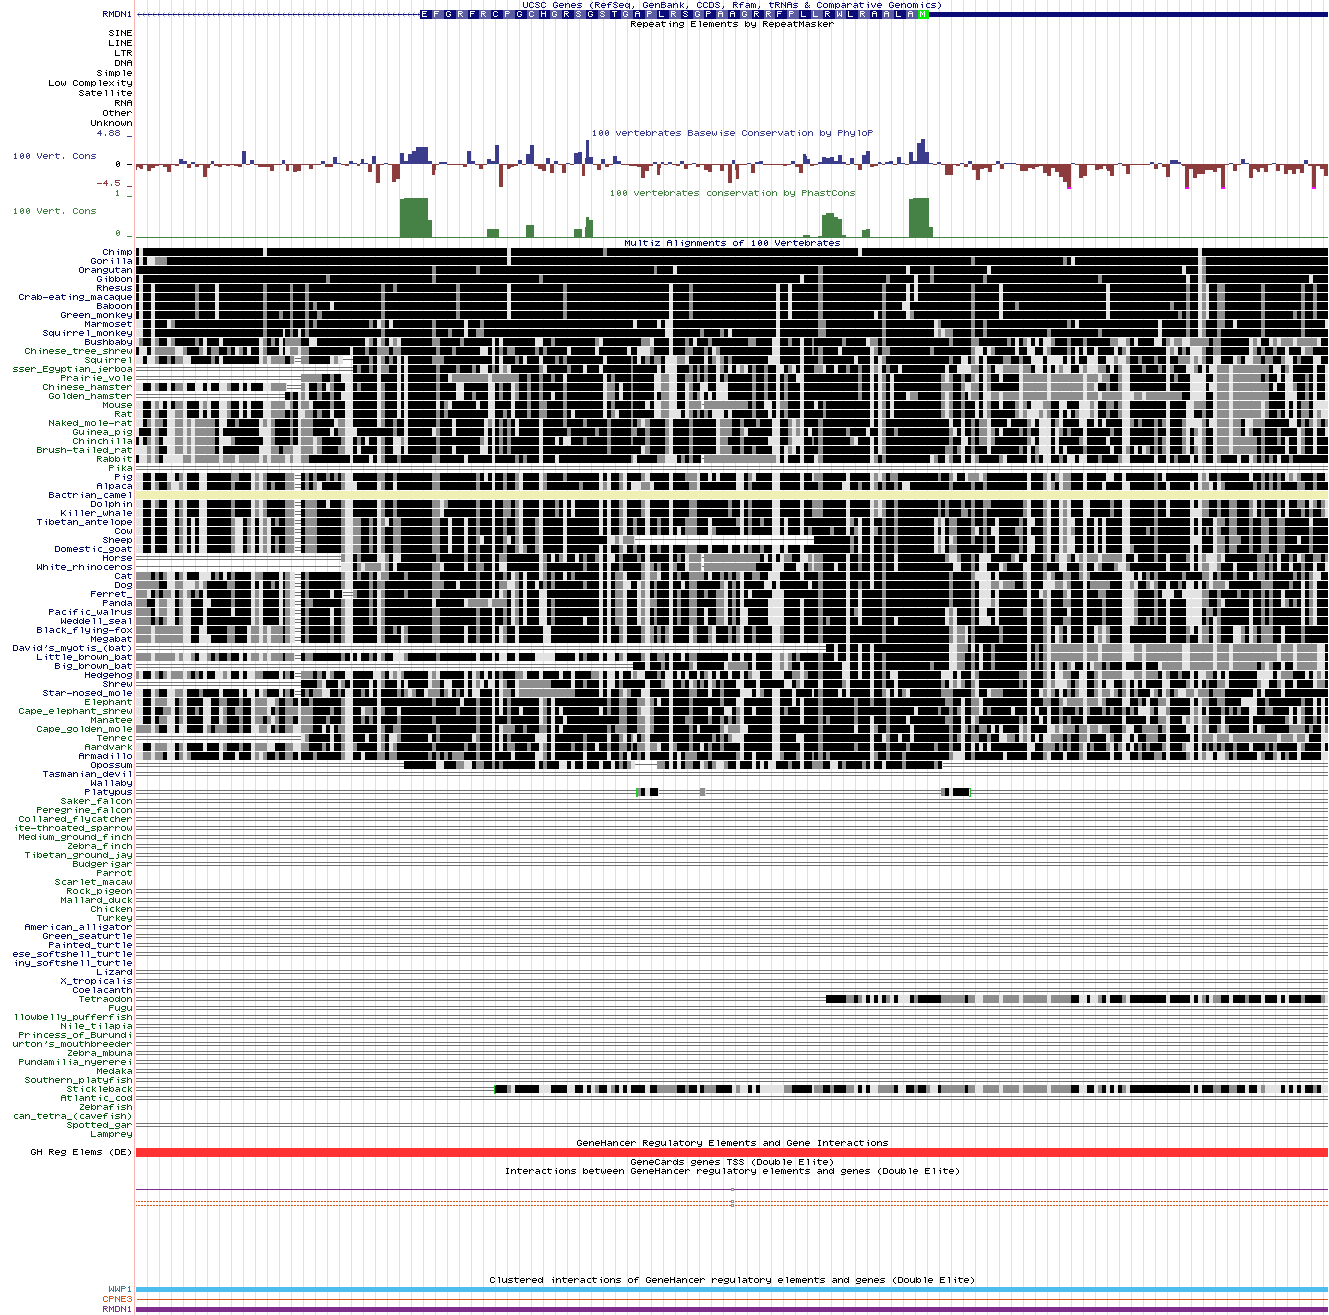 UCSC Genes (RefSeq, GenBank, CCDS, Rfam, tRNAs & Comparative Genomics)
RMDN1 E F G R F R C P G C H G R S G S T G A P L R S G P A A G R R F P L L R W L R A A L A M
Repeating Elements by RepeatMasker
SINE
LINE
LTR
DNA
Simple
Low Complexity
Satellite
RNA
Other
Unknown
4.88 _
100 vertebrates Basewise Conservation by PhyloP
100 Vert. Cons
0 _
-4.5 _
100 vertebrates conservation by PhastCons
1 _
100 Vert. Cons
0 _
Multiz Alignments of 100 Vertebrates
Chimp
Gorilla
Orangutan
Gibbon
Rhesus
Crab-eating_macaque
Baboon
Green_monkey
Marmoset
Squirrel_monkey
Bushbaby
Chinese_tree_shrew
Squirrel
sser_Egyptian_jerboa
Prairie_vole
Chinese_hamster
Golden_hamster
Mouse
Rat
Naked_mole-rat
Guinea_pig
Chinchilla
Brush-tailed_rat
Rabbit
Pika
Pig
Alpaca
Bactrian_camel
Dolphin
Killer_whale
Tibetan_antelope
Cow
Sheep
Domestic_goat
Horse
White_rhinoceros
Cat
Dog
Ferret_
Panda
Pacific_walrus
Weddell_seal
Black_flying-fox
Megabat
David's_myotis_(bat)
Little_brown_bat
Big_brown_bat
Hedgehog
Shrew
Star-nosed_mole
Elephant
Cape_elephant_shrew
Manatee
Cape_golden_mole
Tenrec
Aardvark
Armadillo
Opossum
Tasmanian_devil
Wallaby
Platypus
Saker_falcon
Peregrine_falcon
Collared_flycatcher
ite-throated_sparrow
Medium_ground_finch
Zebra_finch
Tibetan_ground_jay
Budgerigar
Parrot
Scarlet_macaw
Rock_pigeon
Mallard_duck
Chicken
Turkey
American_alligator
Green_seaturtle
Painted_turtle
ese_softshell_turtle
iny_softshell_turtle
Lizard
X_tropicalis
Coelacanth
Tetraodon
Fugu
llowbelly_pufferfish
Nile_tilapia
Princess_of_Burundi
urton's_mouthbreeder
Zebra_mbuna
Pundamilia_nyererei
Medaka
Southern_platyfish
Stickleback
Atlantic_cod
Zebrafish
can_tetra_(cavefish)
Spotted_gar
Lamprey
GeneHancer Regulatory Elements and Gene Interactions
GH Reg Elems (DE)
GeneCards genes TSS (Double Elite)
Interactions between GeneHancer regulatory elements and genes (Double Elite)
Clustered interactions of GeneHancer regulatory elements and genes (Double Elite)
WWP1
CPNE3
RMDN1